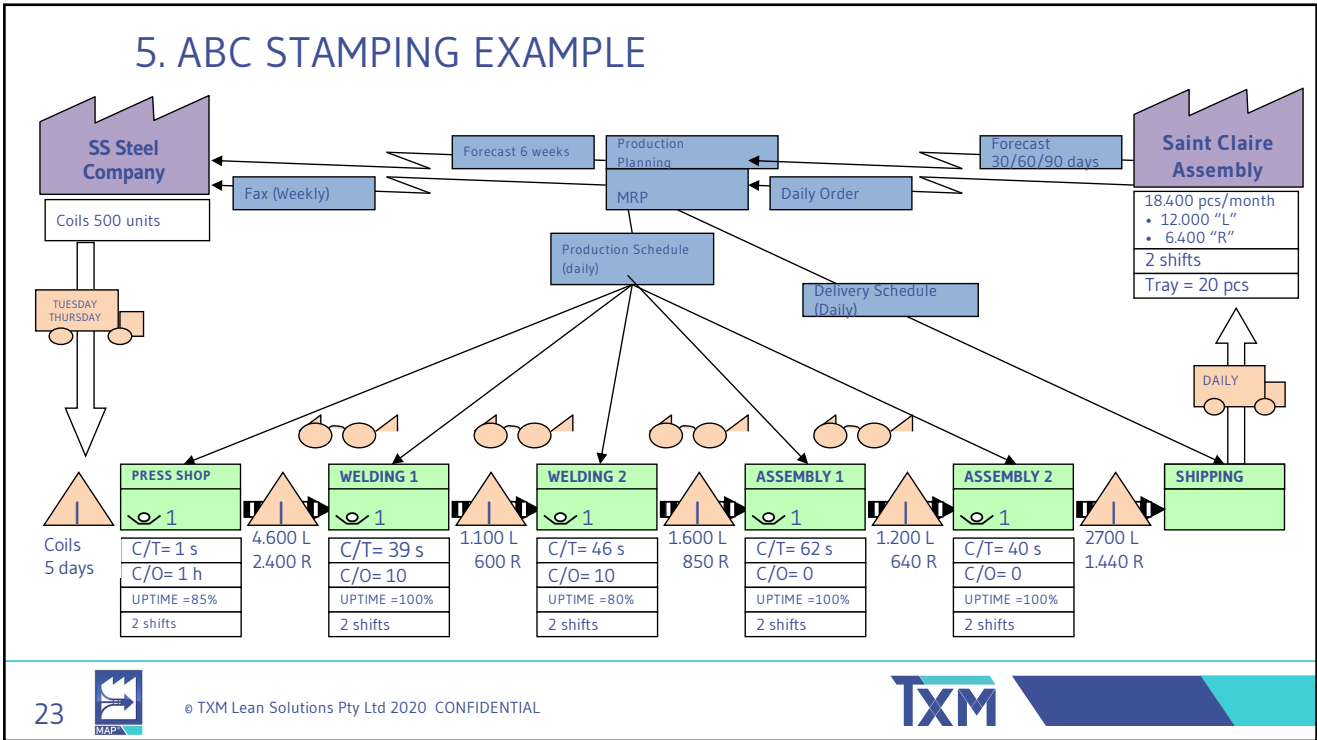 5. ABC STAMPING EXAMPLE
SS Steel
Company
Forecast 6 weeks
Production
Planning
Forecast
30/60/90 days
Saint Claire
Assembly
Fax (Weekly)
MRP
Daily Order
Coils 500 units
18.400 pcs/month
• 12.000 “L”
• 6.400 “R”
2 shifts
Tray = 20 pcs
Production Schedule
(daily)
Delivery Schedule
(Daily)
TUESDAY
THURSDAY
DAILY
PRESS SHOP
WELDING 1
WELDING 2
ASSEMBLY 1
ASSEMBLY 2
SHIPPING
I
1
I
1
I
1
I
1
I
1
I
Coils
5 days
C/T= 1 s
C/O= 1 h
UPTIME =85%
2 shifts
4.600 L
2.400 R
C/T= 39 s
C/O= 10
UPTIME =100%
2 shifts
1.100 L
600 R
C/T= 46 s
C/O= 10
UPTIME =80%
2 shifts
1.600 L
850 R
C/T= 62 s
C/O= 0
UPTIME =100%
2 shifts
1.200 L
640 R
C/T= 40 s
C/O= 0
UPTIME =100%
2 shifts
2700 L
1.440 R
23
MAP
© TXM Lean Solutions Pty Ltd 2020 CONFIDENTIAL
TXM